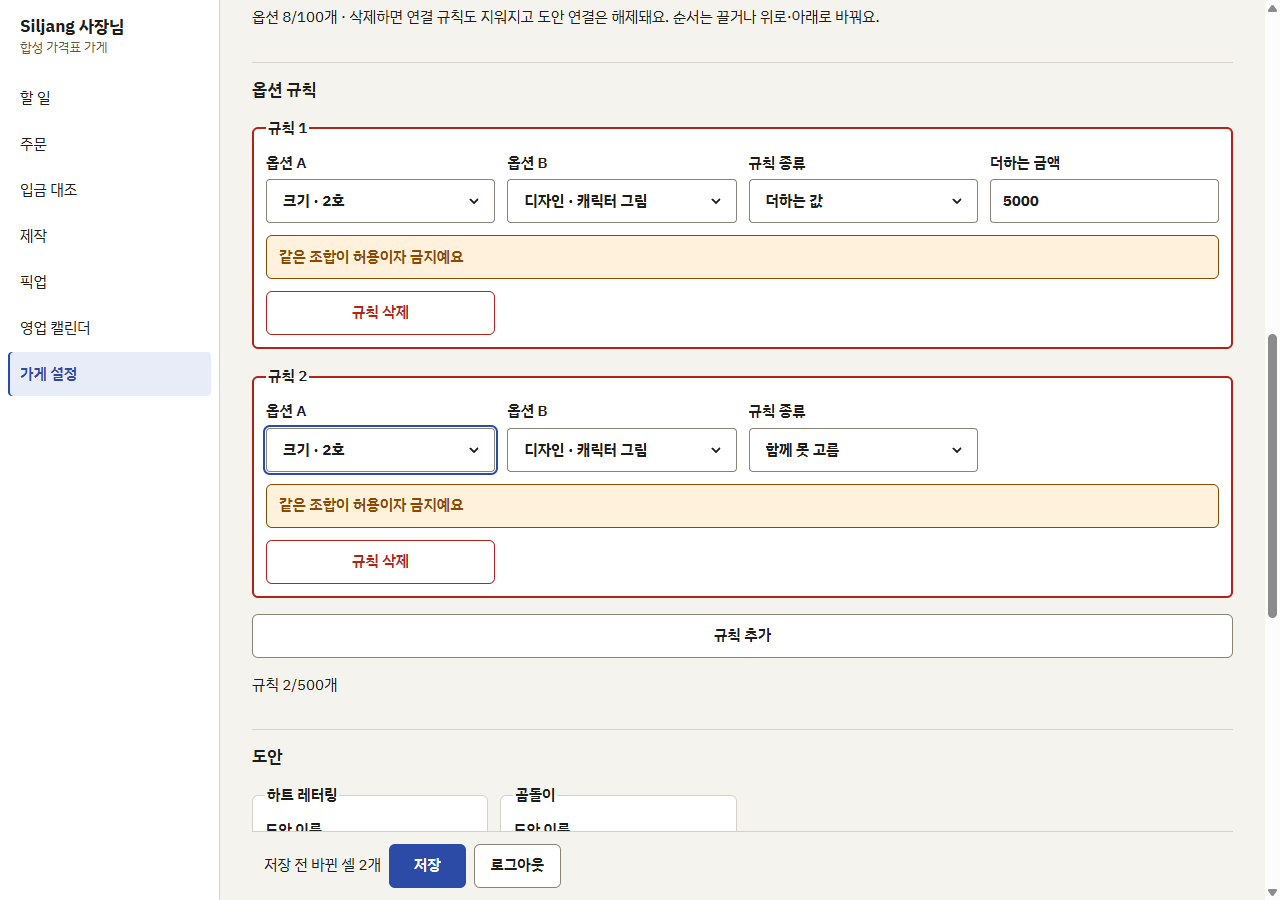 Siljang 사장님
합성 가격표 가게
할 일
주문
입금 대조
제작
픽업
영업 캘린더
가게 설정
옵션 8/100개 · 삭제하면 연결 규칙도 지워지고 도안 연결은 해제돼요. 순서는 끌거나 위로·아래로 바꿔요.
옵션 규칙
규칙 1
옵션 A 옵션 B 규칙 종류 더하는 금액
크기 · 2호 디자인 · 캐릭터 그림 더하는 값 5000
같은 조합이 허용이자 금지예요
규칙 삭제
규칙 2
옵션 A 옵션 B 규칙 종류
크기 · 2호 디자인 · 캐릭터 그림 함께 못 고름
같은 조합이 허용이자 금지예요
규칙 삭제
규칙 추가
규칙 2/500개
도안
하트 레터링 곰돌이
도안 이름 도안 이름
저장 전 바뀐 셀 2개 저장 로그아웃